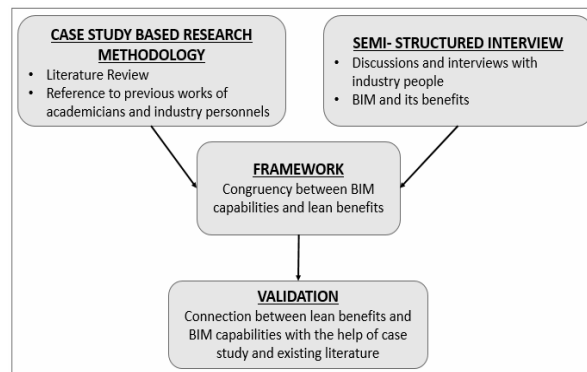 CASE STUDY BASED RESEARCH
METHODOLOGY
• Literature Review
• Reference to previous works of
academicians and industry personnels
SEMI- STRUCTURED INTERVIEW
• Discussions and interviews with
industry people
• BIM and its benefits
FRAMEWORK
Congruency between BIM
capabilities and lean benefits
VALIDATION
Connection between lean benefits and
BIM capabilities with the help of case
study and existing literature